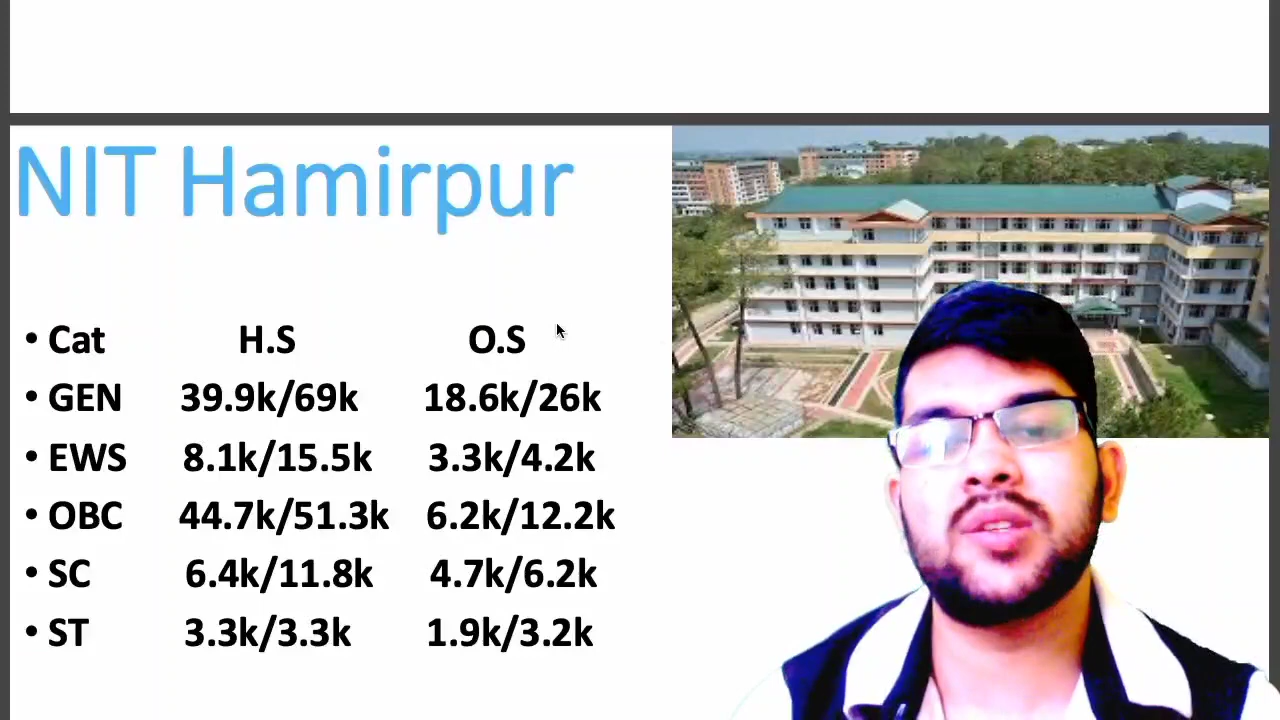 NIT Hamirpur
• Cat H.S O.S
• GEN 39.9k/69k 18.6k/26k
• EWS 8.1k/15.5k 3.3k/4.2k
• OBC 44.7k/51.3k 6.2k/12.2k
• SC 6.4k/11.8k 4.7k/6.2k
• ST 3.3k/3.3k 1.9k/3.2k